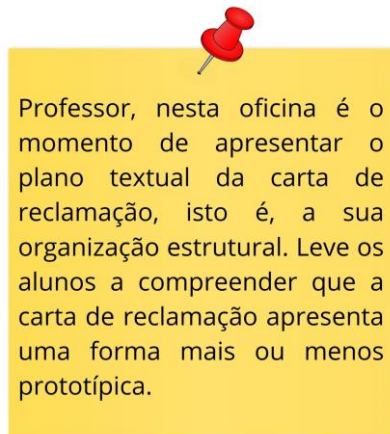 Professor, nesta oficina é o
momento de apresentar o
plano textual da carta de
reclamação, isto é, a sua
organização estrutural. Leve os
alunos a compreender que a
carta de reclamação apresenta
uma forma mais ou menos
prototípica.